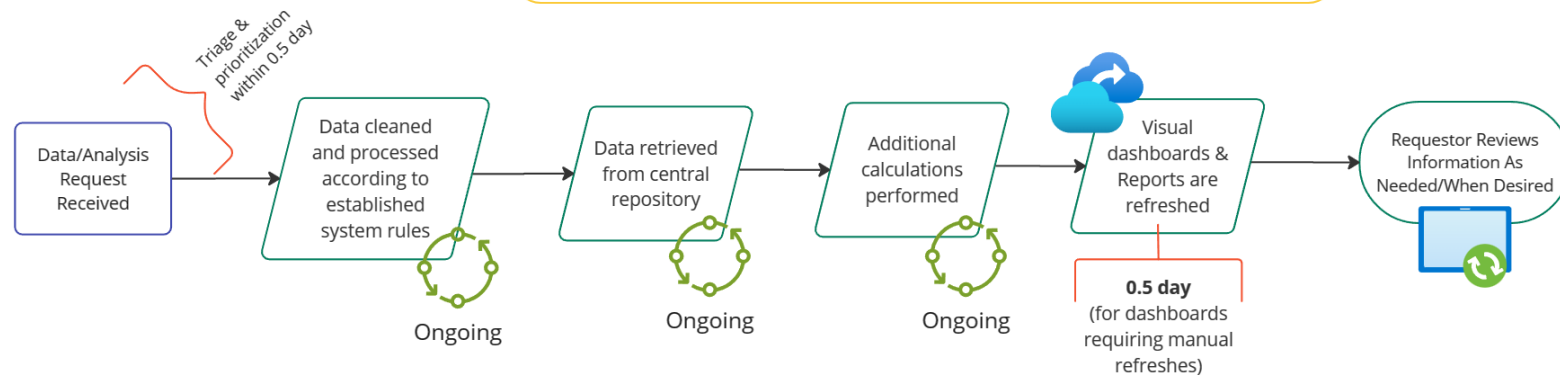 Triage &
prioritization
within 0.5 day
Data/Analysis
Request
Received
Data cleaned
and processed
according to
established
system rules
Ongoing
Data retrieved
from central
repository
Ongoing
Additional
calculations
performed
Ongoing
Visual
dashboards &
Reports are
refreshed
0.5 day
(for dashboards
requiring manual
refreshes)
Requestor Reviews
Information As
Needed/When Desired